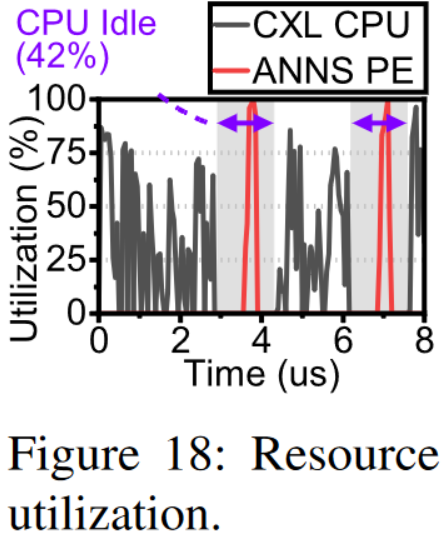 CPU Idle
(42%)
CXL CPU
ANNS PE
Utilization (%)
100
75
50
25
0
0 2 4 6 8
Time (us)
Figure 18: Resource
utilization.